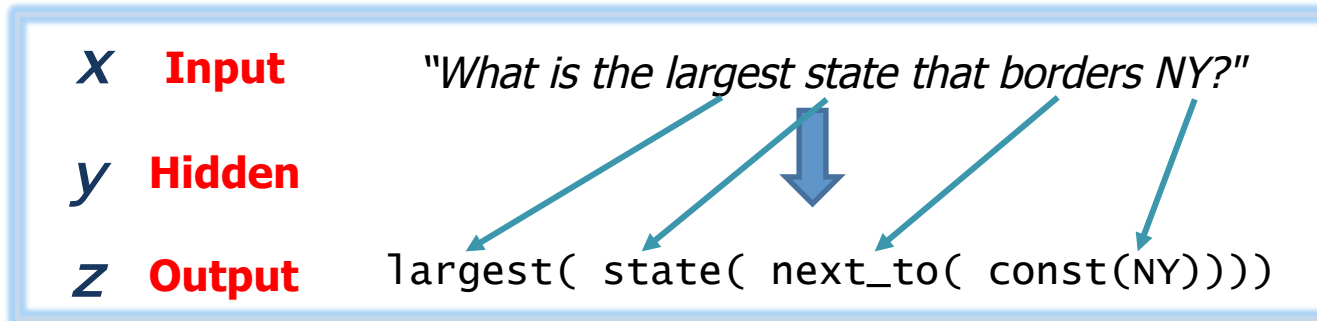 x Input “What is the largest state that borders NY?"
y Hidden
z Output largest( state( next_to( const(NY))))